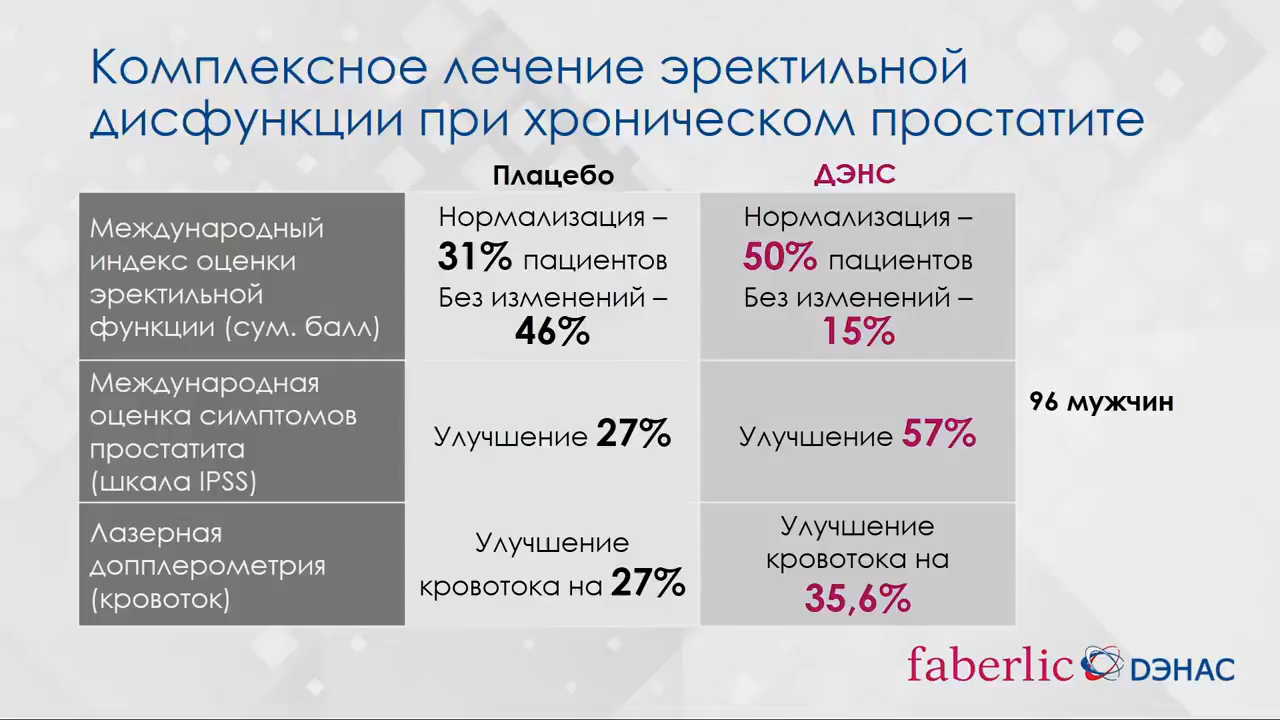 Комплексное лечение эректильной
дисфункции при хроническом простатите
Плацебо
ДЭНС
Международный
индекс оценки
эректильной
функции (сум. балл)
Нормализация –
31% пациентов
Без изменений –
46%
Нормализация –
50% пациентов
Без изменений –
15%
Международная
оценка симптомов
простатита
(шкала IPSS)
Улучшение 27%
Улучшение 57%
96 мужчин
Лазерная
допплерометрия
(кровоток)
Улучшение
кровотока на 27%
Улучшение
кровотока на
35,6%
faberlic ДЭНАС